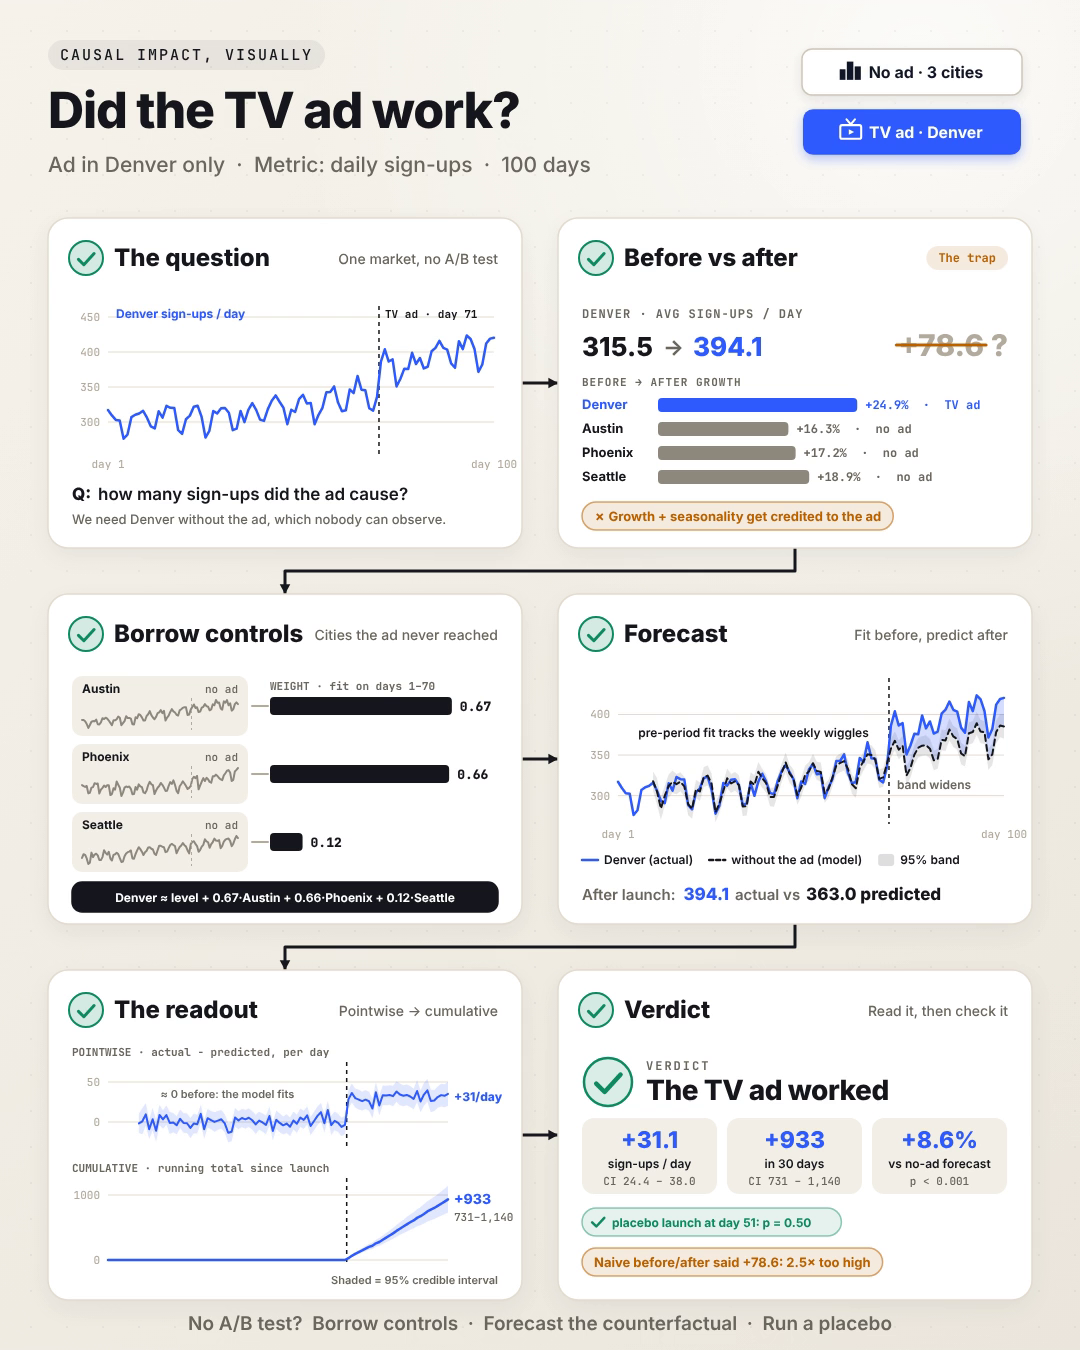 CAUSAL IMPACT, VISUALLY
Did the TV ad work?
Ad in Denver only · Metric: daily sign-ups · 100 days
No ad · 3 cities
TV ad · Denver
The question
One market, no A/B test
Denver sign-ups / day
TV ad · day 71
450
400
350
300
day 1
day 100
Q: how many sign-ups did the ad cause?
We need Denver without the ad, which nobody can observe.
Before vs after
The trap
DENVER · AVG SIGN-UPS / DAY
315.5 → 394.1
+78.6 ?
BEFORE → AFTER GROWTH
Denver +24.9% · TV ad
Austin +16.3% · no ad
Phoenix +17.2% · no ad
Seattle +18.9% · no ad
× Growth + seasonality get credited to the ad
Borrow controls
Cities the ad never reached
WEIGHT · fit on days 1–70
Austin no ad
0.67
Phoenix no ad
0.66
Seattle no ad
0.12
Denver ≈ level + 0.67·Austin + 0.66·Phoenix + 0.12·Seattle
Forecast
Fit before, predict after
400
350
300
pre-period fit tracks the weekly wiggles
band widens
day 1
day 100
Denver (actual)
without the ad (model)
95% band
After launch: 394.1 actual vs 363.0 predicted
The readout
Pointwise → cumulative
POINTWISE · actual - predicted, per day
50
0
≈ 0 before: the model fits
+31/day
CUMULATIVE · running total since launch
1000
0
+933
731–1,140
Shaded = 95% credible interval
Verdict
Read it, then check it
VERDICT
The TV ad worked
+31.1
sign-ups / day
CI 24.4 – 38.0
+933
in 30 days
CI 731 – 1,140
+8.6%
vs no-ad forecast
p < 0.001
placebo launch at day 51: p = 0.50
Naive before/after said +78.6: 2.5× too high
No A/B test? Borrow controls · Forecast the counterfactual · Run a placebo